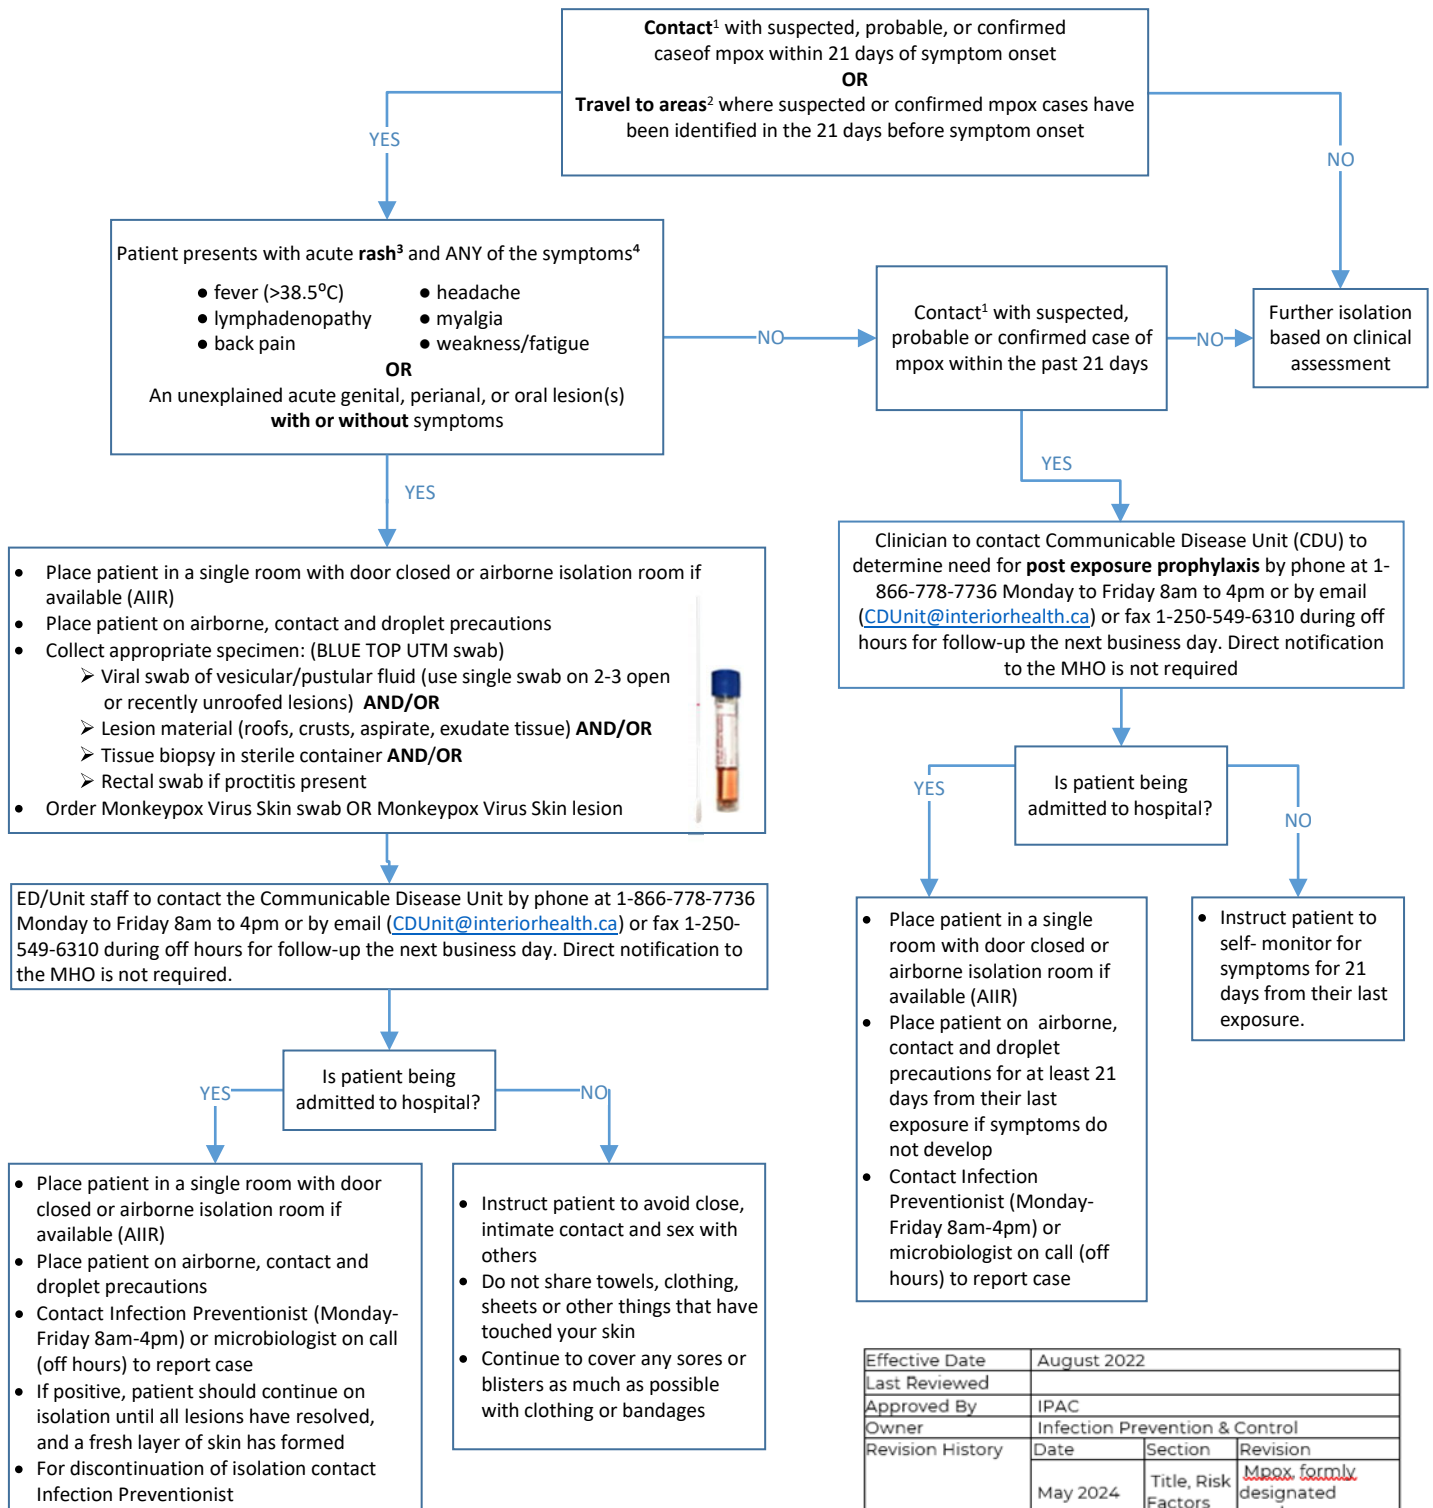 Contact¹ with suspected, probable, or confirmed
caseof mpox within 21 days of symptom onset
OR
Travel to areas² where suspected or confirmed mpox cases have
been identified in the 21 days before symptom onset
YES
NO
Patient presents with acute rash³ and ANY of the symptoms⁴
● fever (>38.5⁰C)
● lymphadenopathy
● back pain
● headache
● myalgia
● weakness/fatigue
OR
An unexplained acute genital, perianal, or oral lesion(s)
with or without symptoms
NO
Contact¹ with suspected,
probable or confirmed case of
mpox within the past 21 days
NO
Further isolation
based on clinical
assessment
YES
YES
• Place patient in a single room with door closed or airborne isolation room if
available (AIIR)
• Place patient on airborne, contact and droplet precautions
• Collect appropriate specimen: (BLUE TOP UTM swab)
➢ Viral swab of vesicular/pustular fluid (use single swab on 2-3 open
or recently unroofed lesions) AND/OR
➢ Lesion material (roofs, crusts, aspirate, exudate tissue) AND/OR
➢ Tissue biopsy in sterile container AND/OR
➢ Rectal swab if proctitis present
• Order Monkeypox Virus Skin swab OR Monkeypox Virus Skin lesion
Clinician to contact Communicable Disease Unit (CDU) to
determine need for post exposure prophylaxis by phone at 1-
866-778-7736 Monday to Friday 8am to 4pm or by email
(CDUnit@interiorhealth.ca) or fax 1-250-549-6310 during off
hours for follow-up the next business day. Direct notification
to the MHO is not required
ED/Unit staff to contact the Communicable Disease Unit by phone at 1-866-778-7736
Monday to Friday 8am to 4pm or by email (CDUnit@interiorhealth.ca) or fax 1-250-
549-6310 during off hours for follow-up the next business day. Direct notification to
the MHO is not required.
Is patient being
admitted to hospital?
YES
NO
• Place patient in a single
room with door closed or
airborne isolation room if
available (AIIR)
• Place patient on airborne,
contact and droplet
precautions for at least 21
days from their last
exposure if symptoms do
not develop
• Contact Infection
Preventionist (Monday-
Friday 8am-4pm) or
microbiologist on call (off
hours) to report case
• Instruct patient to
self- monitor for
symptoms for 21
days from their last
exposure.
Is patient being
admitted to hospital?
YES
NO
• Place patient in a single room with door
closed or airborne isolation room if
available (AIIR)
• Place patient on airborne, contact and
droplet precautions
• Contact Infection Preventionist (Monday-
Friday 8am-4pm) or microbiologist on call
(off hours) to report case
• If positive, patient should continue on
isolation until all lesions have resolved,
and a fresh layer of skin has formed
• For discontinuation of isolation contact
Infection Preventionist
• Instruct patient to avoid close,
intimate contact and sex with
others
• Do not share towels, clothing,
sheets or other things that have
touched your skin
• Continue to cover any sores or
blisters as much as possible
with clothing or bandages
Effective Date August 2022
Last Reviewed
Approved By IPAC
Owner Infection Prevention & Control
Revision History Date Section Revision
May 2024 Title, Risk Factors Mpox, formly designated